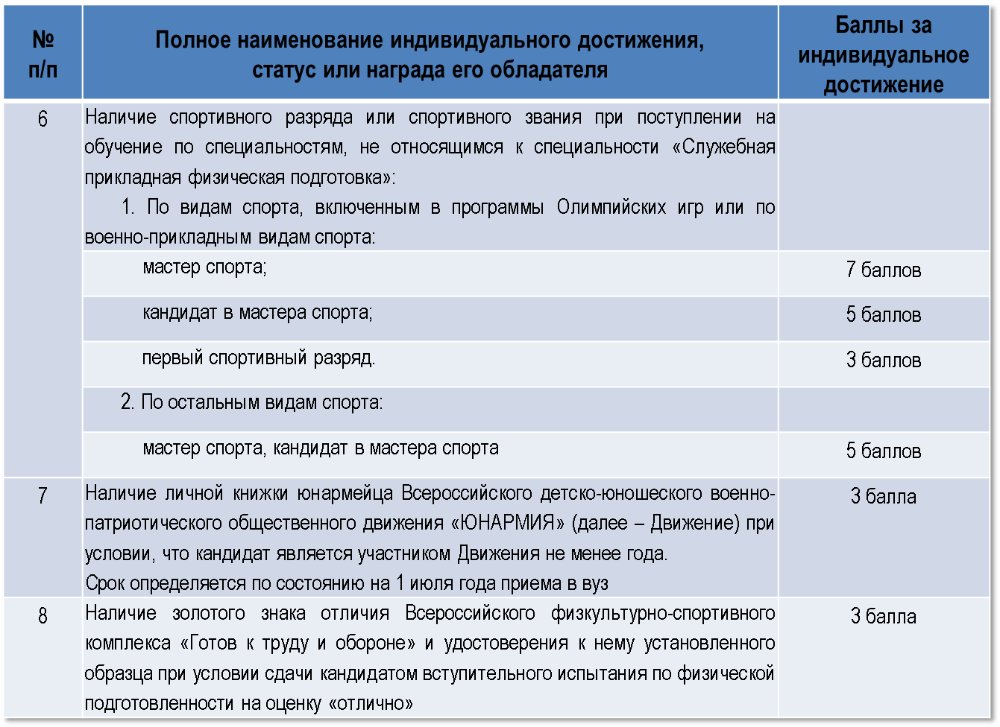 №
п/п
Полное наименование индивидуального достижения,
статус или награда его обладателя
Баллы за
индивидуальное
достижение
6
Наличие спортивного разряда или спортивного звания при поступлении на
обучение по специальностям, не относящимся к специальности «Служебная
прикладная физическая подготовка»:
1. По видам спорта, включенным в программы Олимпийских игр или по
военно-прикладным видам спорта:
мастер спорта;
7 баллов
кандидат в мастера спорта;
5 баллов
первый спортивный разряд.
3 баллов
2. По остальным видам спорта:
мастер спорта, кандидат в мастера спорта
5 баллов
7
Наличие личной книжки юнармейца Всероссийского детско-юношеского военно-
патриотического общественного движения «ЮНАРМИЯ» (далее – Движение) при
условии, что кандидат является участником Движения не менее года.
Срок определяется по состоянию на 1 июля года приема в вуз
3 балла
8
Наличие золотого знака отличия Всероссийского физкультурно-спортивного
комплекса «Готов к труду и обороне» и удостоверения к нему установленного
образца при условии сдачи кандидатом вступительного испытания по физической
подготовленности на оценку «отлично»
3 балла